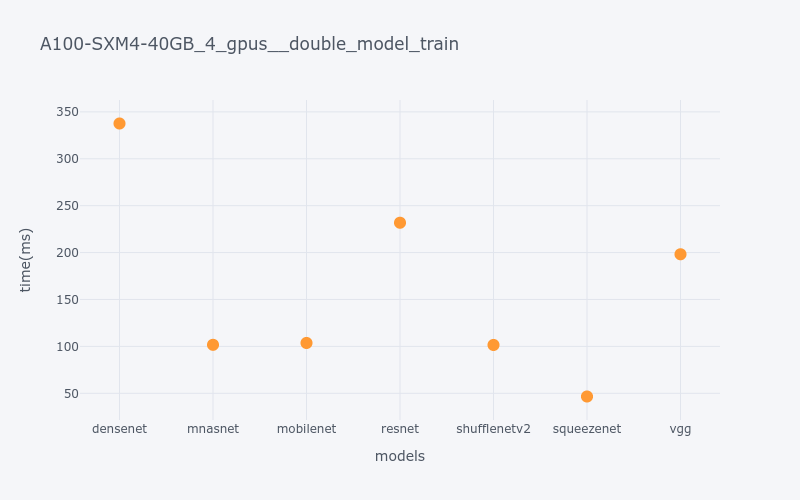 A100-SXM4-40GB_4_gpus__double_model_train
350
300
250
200
150
100
50
time(ms)
densenet mnasnet mobilenet resnet shufflenetv2 squeezenet vgg
models